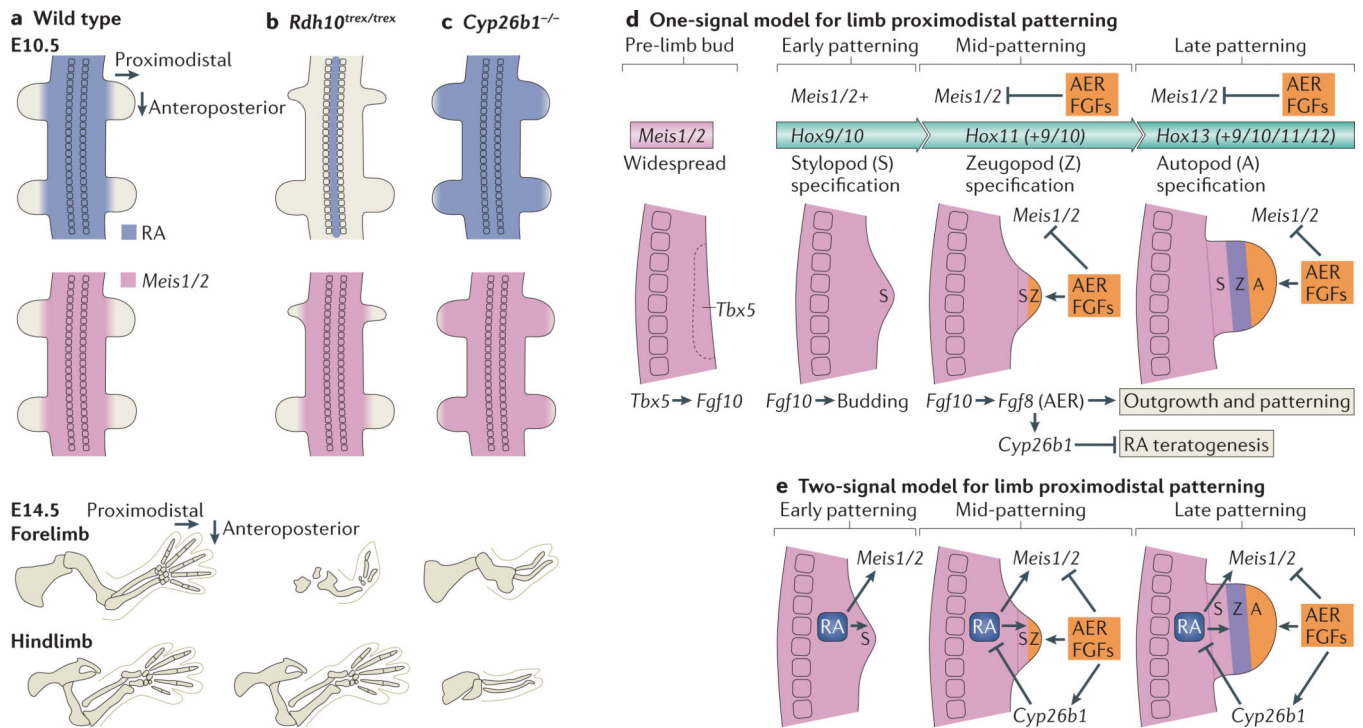 a Wild type
E10.5
Proximodistal
Anteroposterior
RA
Meis1/2
b Rdh10trex/trex
c Cyp26b1−/−
E14.5
Proximodistal
Forelimb
Anteroposterior
Hindlimb
d One-signal model for limb proximodistal patterning
Pre-limb bud
Early patterning
Mid-patterning
Late patterning
Meis1/2+
Meis1/2
AER
FGFs
Meis1/2
AER
FGFs
Meis1/2
Hox9/10
Hox11 (+9/10)
Hox13 (+9/10/11/12)
Widespread
Stylopod (S)
specification
Zeugopod (Z)
specification
Autopod (A)
specification
Tbx5
S
Meis1/2
S Z
AER
FGFs
Meis1/2
S Z A
AER
FGFs
Tbx5 Fgf10
Fgf10 Budding
Fgf10 Fgf8 (AER) Outgrowth and patterning
Cyp26b1 RA teratogenesis
e Two-signal model for limb proximodistal patterning
Early patterning
Mid-patterning
Late patterning
Meis1/2
RA
S
Meis1/2
RA
S Z
AER
FGFs
Cyp26b1
Meis1/2
RA
S Z A
AER
FGFs
Cyp26b1